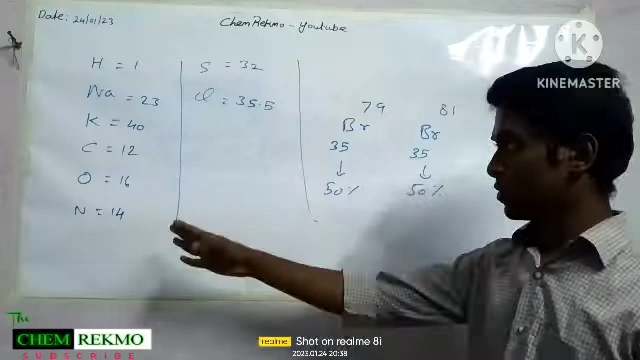 Date: 24/01/23
ChemRekmo - Youtube
H = 1
Na = 23
K = 40
C = 12
O = 16
N = 14
S = 32
Cl = 35.5
79 81
Br Br
35 35
↓ ↓
50% 50%
KINEMASTER
The
CHEM REKMO
SUBSCRIBE
realme Shot on realme 8i
2023.01.24 20:38